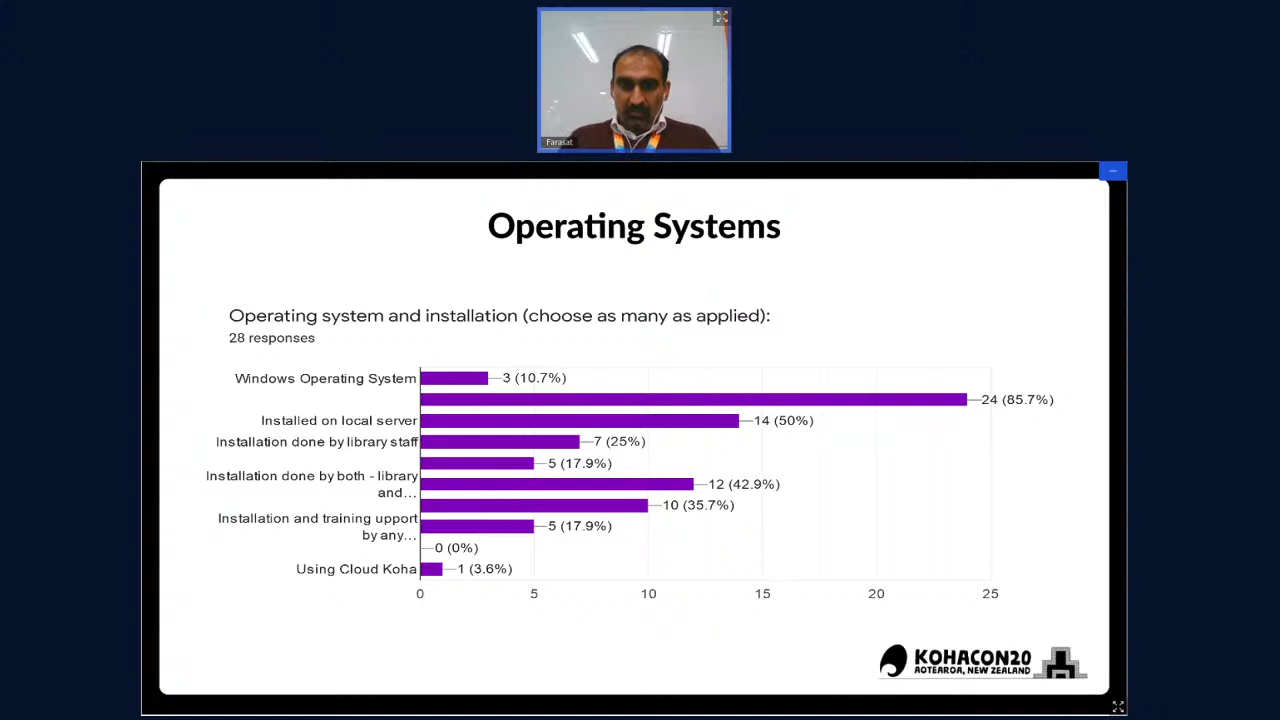 Farasat
Operating Systems
Operating system and installation (choose as many as applied):
28 responses
Windows Operating System
3 (10.7%)
24 (85.7%)
Installed on local server
14 (50%)
Installation done by library staff
7 (25%)
5 (17.9%)
Installation done by both - library
and...
12 (42.9%)
10 (35.7%)
Installation and training upport
by any...
5 (17.9%)
0 (0%)
Using Cloud Koha
1 (3.6%)
0 5 10 15 20 25
KOHACON20
AOTEAROA, NEW ZEALAND